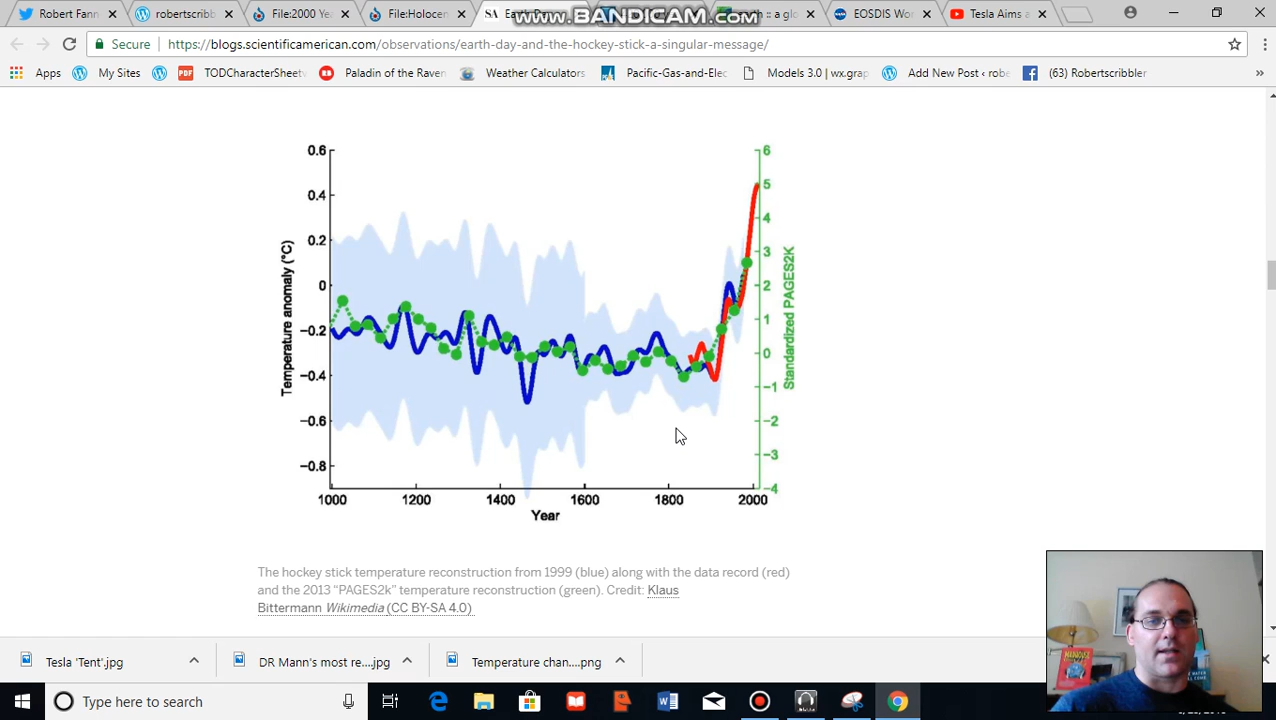 Robert Fann
robertscribb
File:2000 Year
File:Holocen
SA
www.BANDICAM.com
EOSDIS Wor
Tesla Aims a
Secure
https://blogs.scientificamerican.com/observations/earth-day-and-the-hockey-stick-a-singular-message/
Apps
My Sites
PDF
TODCharacterSheet
Paladin of the Raven
Weather Calculators
Pacific-Gas-and-Elec
Models 3.0 | wx.grap
Add New Post ‹ robe
(63) Robertscribbler
»
0.6
0.4
0.2
0
−0.2
−0.4
−0.6
−0.8
Temperature anomaly (°C)
6
5
4
3
2
1
0
−1
−2
−3
−4
Standardized PAGES2K
1000 1200 1400 1600 1800 2000
Year
The hockey stick temperature reconstruction from 1999 (blue) along with the data record (red)
and the 2013 “PAGES2k” temperature reconstruction (green). Credit: Klaus
Bittermann Wikimedia (CC BY-SA 4.0)
Tesla 'Tent'.jpg
DR Mann's most re....jpg
Temperature chan....png
Type here to search